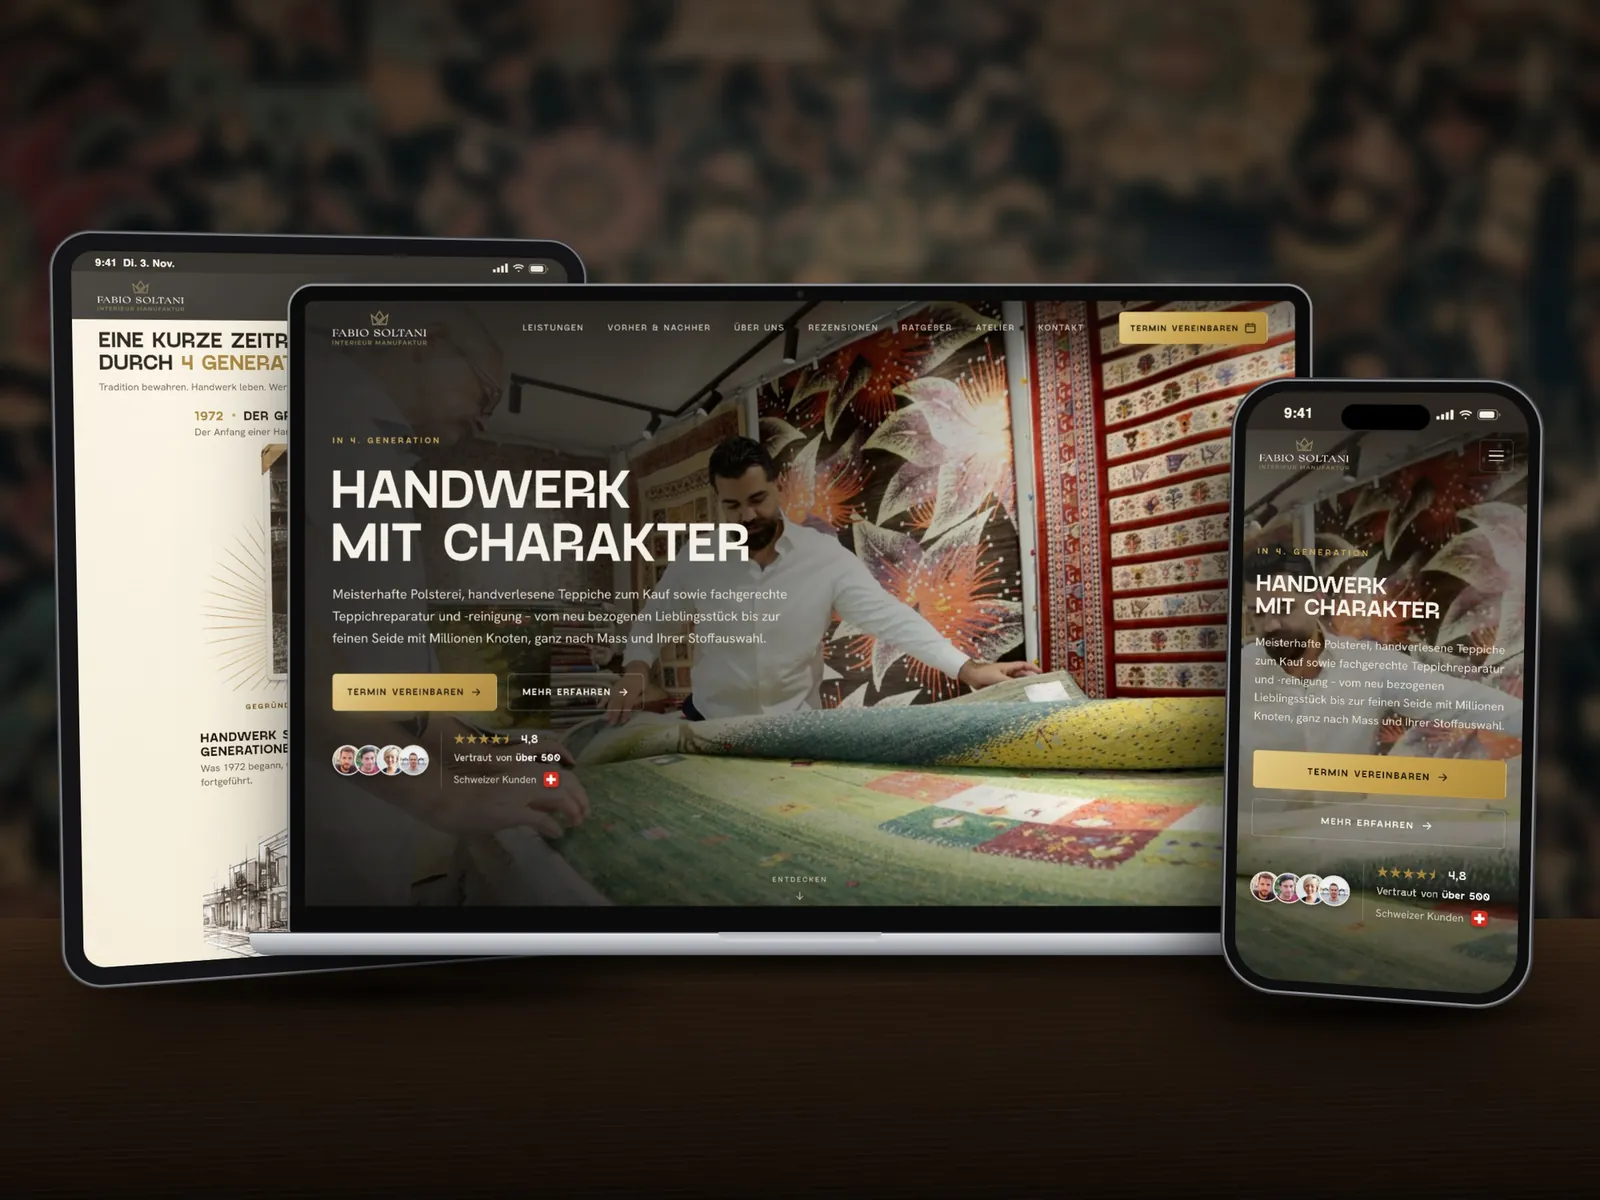 9:41 Di. 3. Nov.
FABIO SOLTANI
INTERIEUR MANUFAKTUR
EINE KURZE ZEITR
DURCH 4 GENERAT
Tradition bewahren. Handwerk leben. Wer
1972 • DER GR
Der Anfang einer Han
GEGRÜND
HANDWERK S
GENERATIONE
Was 1972 begann,
fortgeführt.
FABIO SOLTANI
INTERIEUR MANUFAKTUR
LEISTUNGEN VORHER & NACHHER ÜBER UNS REZENSIONEN RATGEBER ATELIER KONTAKT TERMIN VEREINBAREN
IN 4. GENERATION
HANDWERK
MIT CHARAKTER
Meisterhafte Polsterei, handverlesene Teppiche zum Kauf sowie fachgerechte
Teppichreparatur und -reinigung – vom neu bezogenen Lieblingsstück bis zur
feinen Seide mit Millionen Knoten, ganz nach Mass und Ihrer Stoffauswahl.
TERMIN VEREINBAREN → MEHR ERFAHREN →
4,8
Vertraut von über 500
Schweizer Kunden
ENTDECKEN
↓
9:41
FABIO SOLTANI
INTERIEUR MANUFAKTUR
IN 4. GENERATION
HANDWERK
MIT CHARAKTER
Meisterhafte Polsterei, handverlesene Teppiche
zum Kauf sowie fachgerechte Teppichreparatur
und -reinigung – vom neu bezogenen
Lieblingsstück bis zur feinen Seide mit Millionen
Knoten, ganz nach Mass und Ihrer Stoffauswahl.
TERMIN VEREINBAREN →
MEHR ERFAHREN →
4,8
Vertraut von über 500
Schweizer Kunden